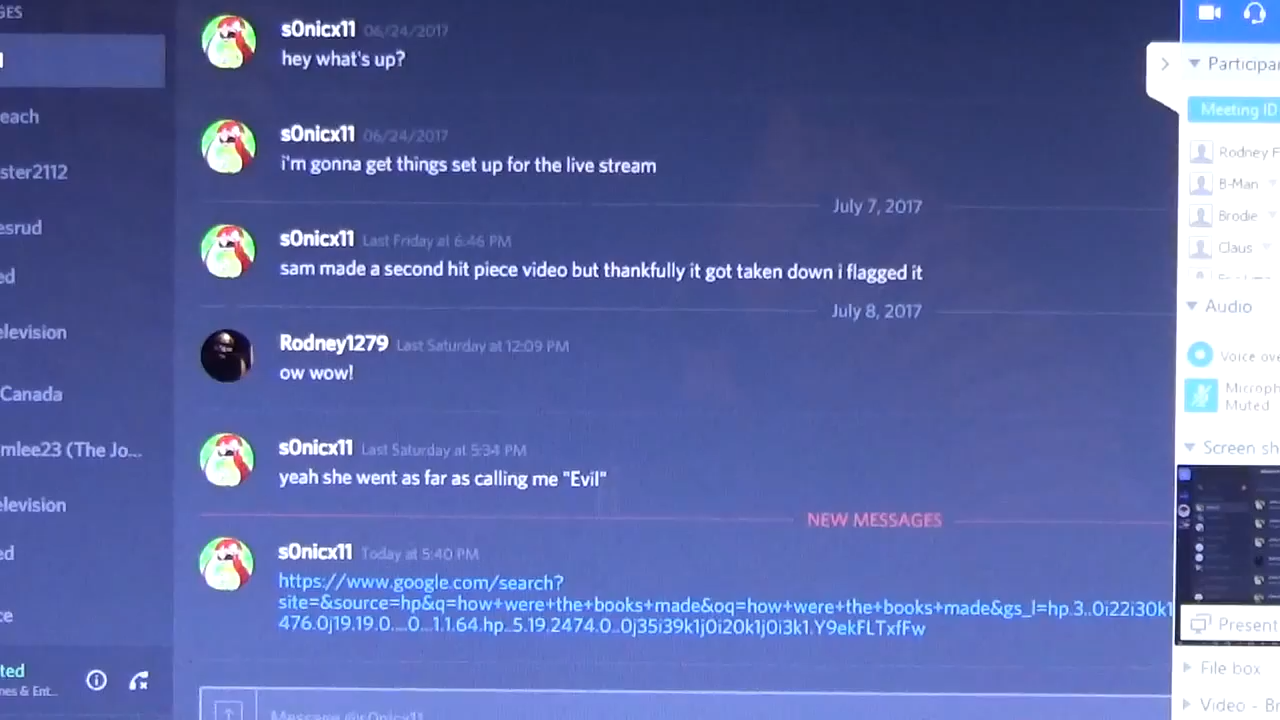 GES
s0nicx11 06/24/2017
hey what's up?
s0nicx11 06/24/2017
i'm gonna get things set up for the live stream
July 7, 2017
s0nicx11 Last Friday at 6:46 PM
sam made a second hit piece video but thankfully it got taken down i flagged it
July 8, 2017
Rodney1279 Last Saturday at 12:09 PM
ow wow!
s0nicx11 Last Saturday at 5:34 PM
yeah she went as far as calling me "Evil"
NEW MESSAGES
s0nicx11 Today at 5:40 PM
https://www.google.com/search?
site=&source=hp&q=how+were+the+books+made&oq=how+were+the+books+made&gs_l=hp.3..0i22i30k1
476.0j19.19.0....0...1.1.64.hp..5.19.2474.0..0j35i39k1j0i20k1j0i3k1.Y9ekFLTxfFw
Message @s0nicx11
each
ster2112
esrud
ed
elevision
Canada
mlee23 (The Jo...
elevision
ed
ce
ted
nes & Ent...
Participa
Meeting ID
Rodney F
B-Man
Brodie
Claus
Audio
Voice ove
Microph
Muted
Screen sh
Present
File box
Video - Br